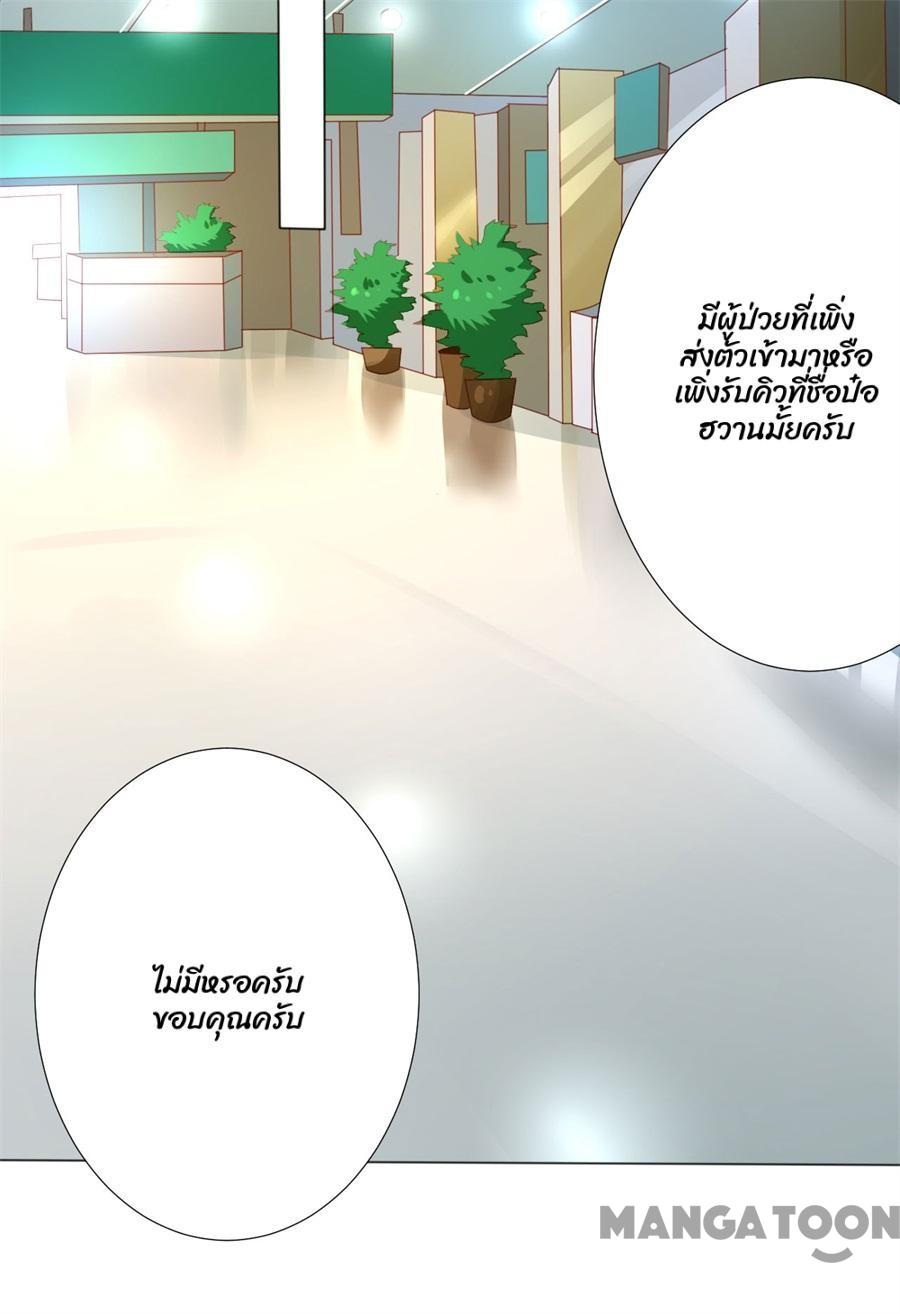 มีผู้ป่วยที่เพิ่ง
ส่งตัวเข้ามาหรือ
เพิ่งรับคิวที่ชื่อป๋อ
ฮวานมั้ยครับ
ไม่มีหรอครับ
ขอบคุณครับ
MANGATOON